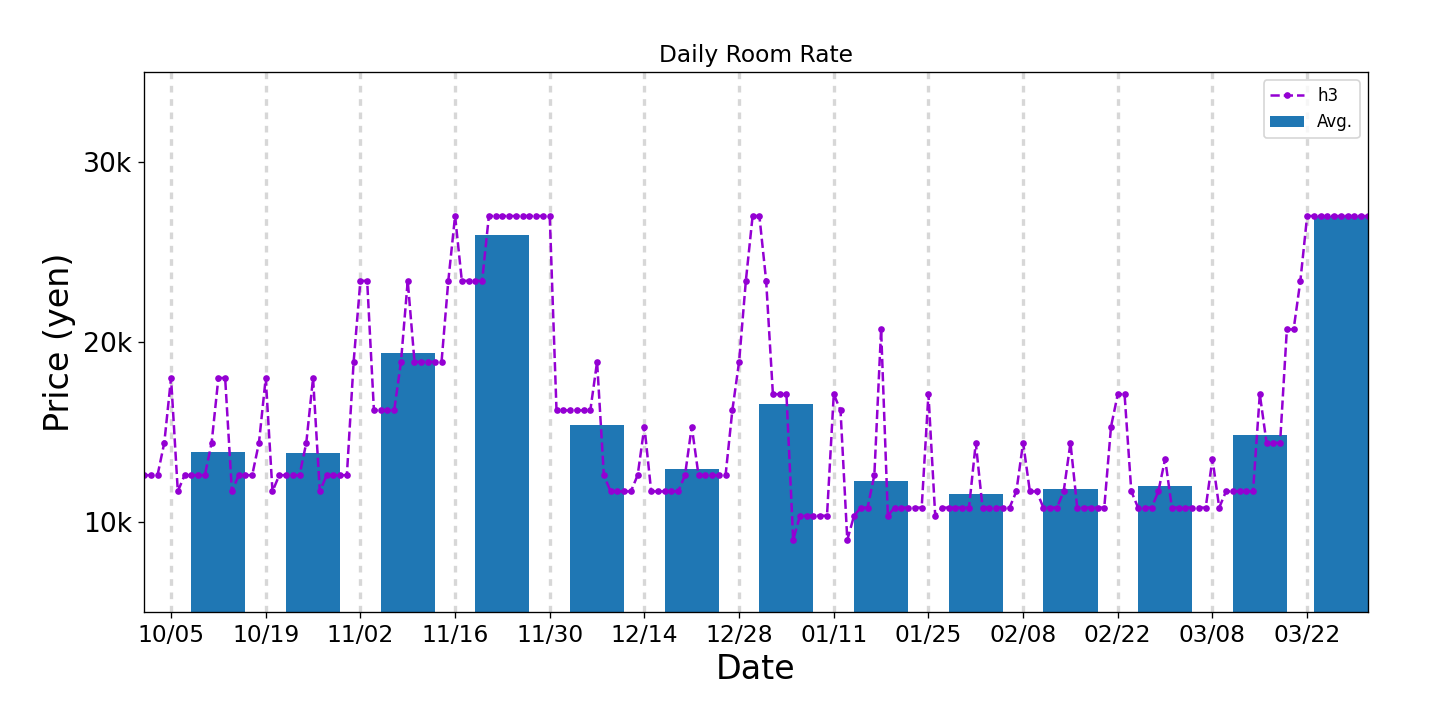 Daily Room Rate
h3
Avg.
30k
20k
10k
Price (yen)
10/05 10/19 11/02 11/16 11/30 12/14 12/28 01/11 01/25 02/08 02/22 03/08 03/22
Date